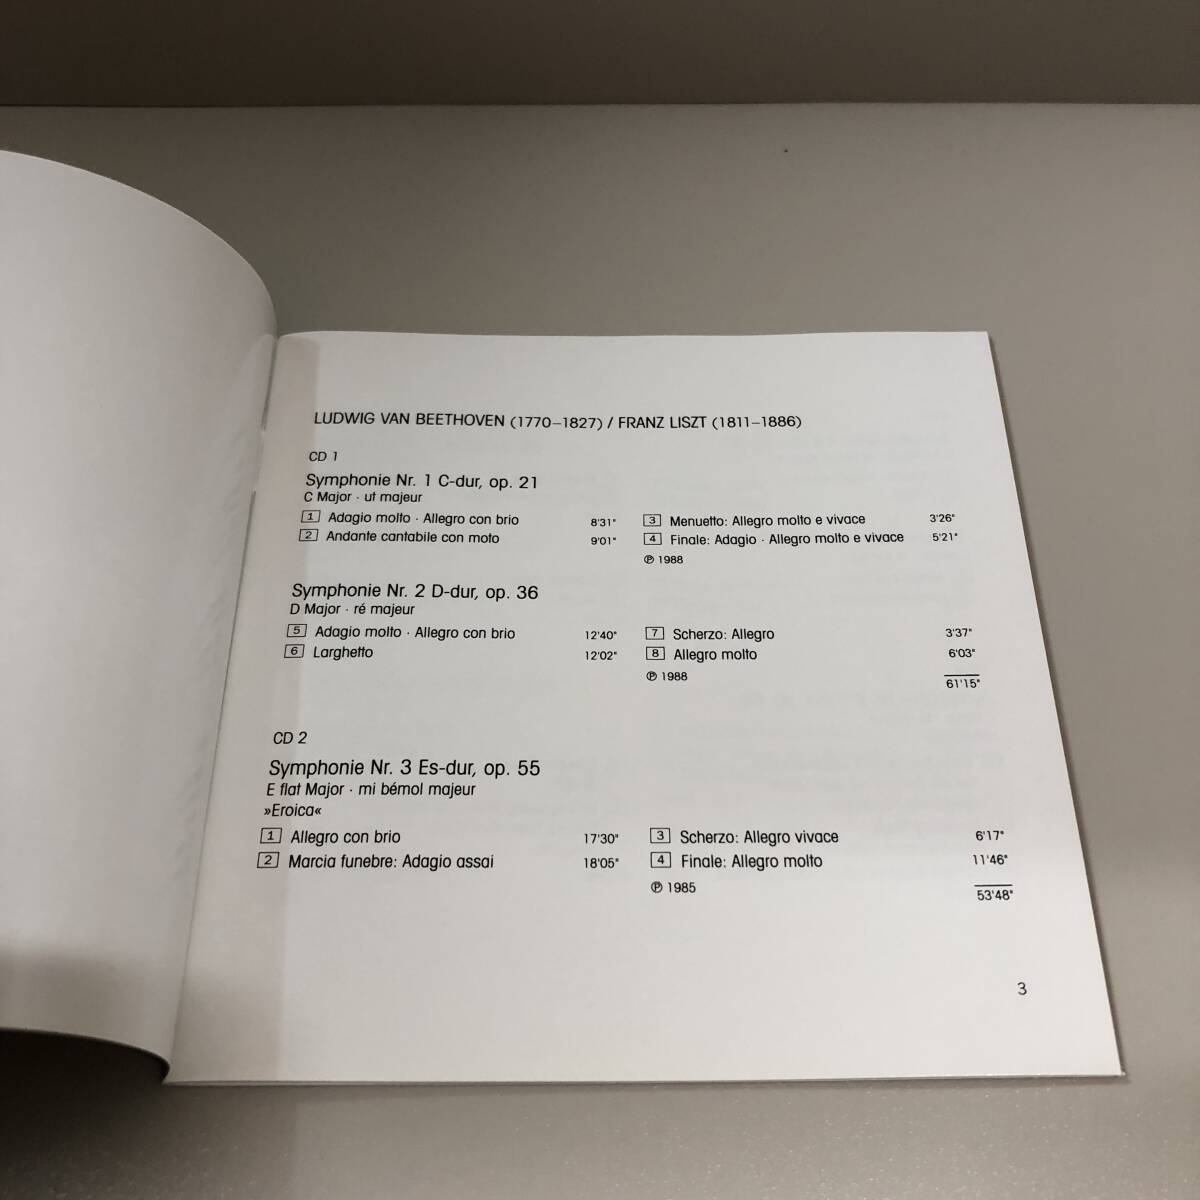 LUDWIG VAN BEETHOVEN (1770–1827) / FRANZ LISZT (1811–1886)
CD 1
Symphonie Nr. 1 C-dur, op. 21
C Major · ut majeur
1 Adagio molto · Allegro con brio 8'31"
2 Andante cantabile con moto 9'01"
3 Menuetto: Allegro molto e vivace 3'26"
4 Finale: Adagio · Allegro molto e vivace 5'21"
℗ 1988
Symphonie Nr. 2 D-dur, op. 36
D Major · ré majeur
5 Adagio molto · Allegro con brio 12'40"
6 Larghetto 12'02"
7 Scherzo: Allegro 3'37"
8 Allegro molto 6'03"
℗ 1988
61'15"
CD 2
Symphonie Nr. 3 Es-dur, op. 55
E flat Major · mi bémol majeur
»Eroica«
1 Allegro con brio 17'30"
2 Marcia funebre: Adagio assai 18'05"
3 Scherzo: Allegro vivace 6'17"
4 Finale: Allegro molto 11'46"
℗ 1985
53'48"
3